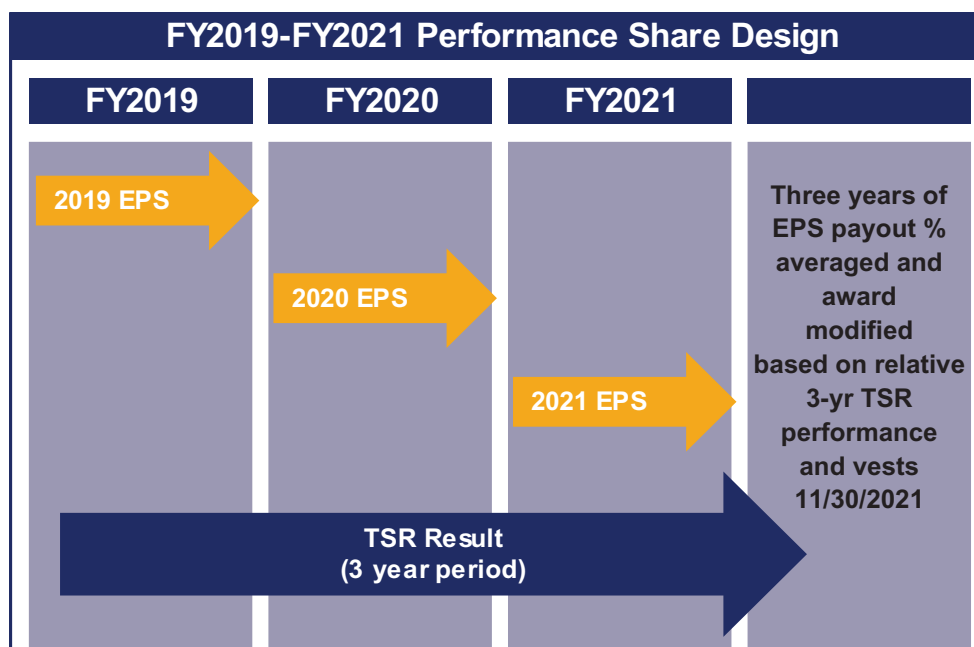 FY2019-FY2021 Performance Share Design
FY2019
FY2020
FY2021
2019 EPS
2020 EPS
2021 EPS
TSR Result
(3 year period)
Three years of
EPS payout %
averaged and
award
modified
based on relative
3-yr TSR
performance
and vests
11/30/2021